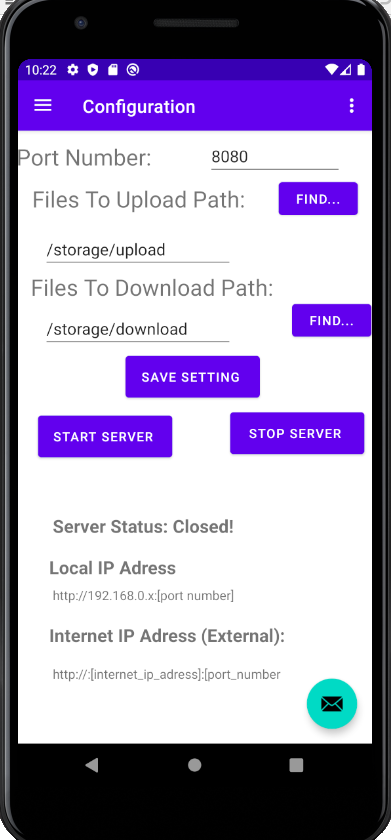 10:22
Configuration
Port Number: 8080
Files To Upload Path: FIND...
/storage/upload
Files To Download Path:
/storage/download FIND...
SAVE SETTING
START SERVER STOP SERVER
Server Status: Closed!
Local IP Adress
http://192.168.0.x:[port number]
Internet IP Adress (External):
http://:[internet_ip_adress]:[port_number